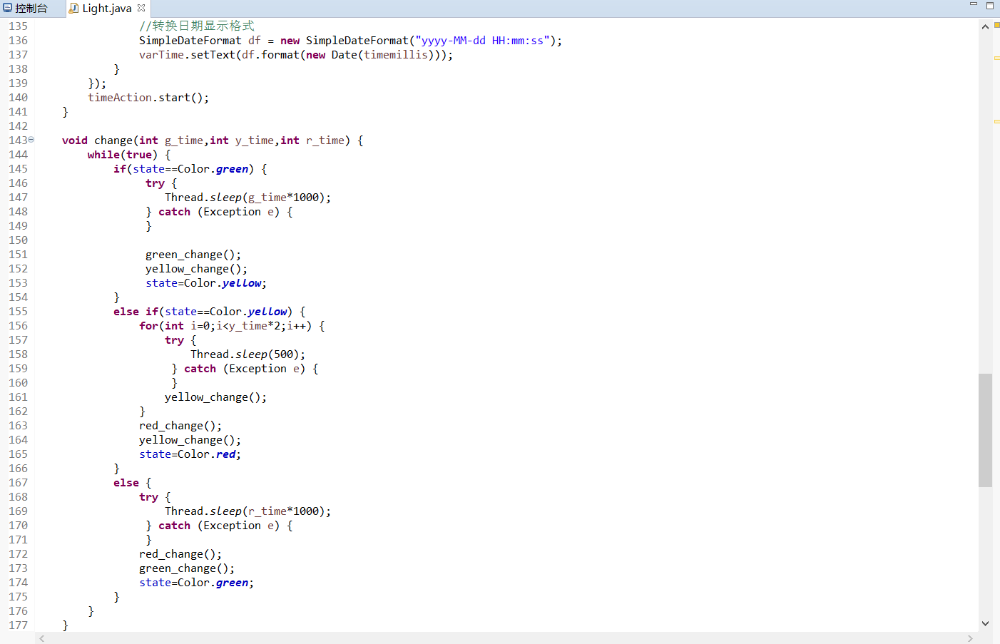 控制台 Light.java
135 //转换日期显示格式
136 SimpleDateFormat df = new SimpleDateFormat("yyyy-MM-dd HH:mm:ss");
137 varTime.setText(df.format(new Date(timemillis)));
138 }
139 });
140 timeAction.start();
141 }
142
143 void change(int g_time,int y_time,int r_time) {
144 while(true) {
145 if(state==Color.green) {
146 try {
147 Thread.sleep(g_time*1000);
148 } catch (Exception e) {
149 }
150
151 green_change();
152 yellow_change();
153 state=Color.yellow;
154 }
155 else if(state==Color.yellow) {
156 for(int i=0;i<y_time*2;i++) {
157 try {
158 Thread.sleep(500);
159 } catch (Exception e) {
160 }
161 yellow_change();
162 }
163 red_change();
164 yellow_change();
165 state=Color.red;
166 }
167 else {
168 try {
169 Thread.sleep(r_time*1000);
170 } catch (Exception e) {
171 }
172 red_change();
173 green_change();
174 state=Color.green;
175 }
176 }
177 }